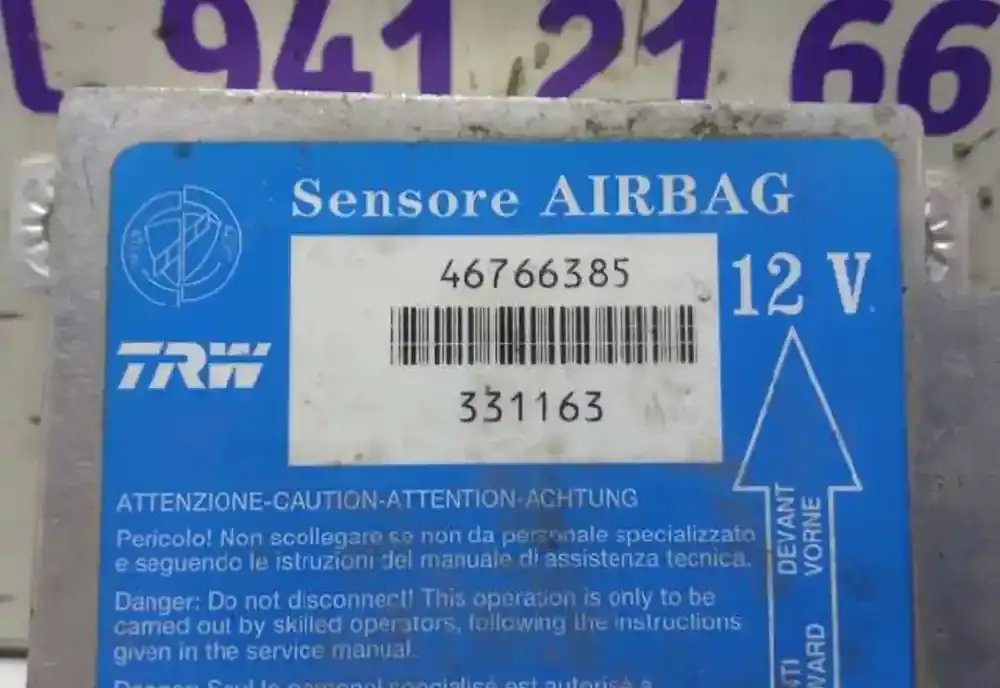 941 21 66
Sensore AIRBAG
46766385
12 V
TRW
331163
ATTENZIONE-CAUTION-ATTENTION-ACHTUNG
Pericolo! Non scollegare se non da personale specializzato
e seguendo le istruzioni del manuale di assistenza tecnica.
Danger: Do not disconnect! This operation is only to be
carried out by skilled operators, following the instructions
given in the service manual.
DEVANT
VORNE